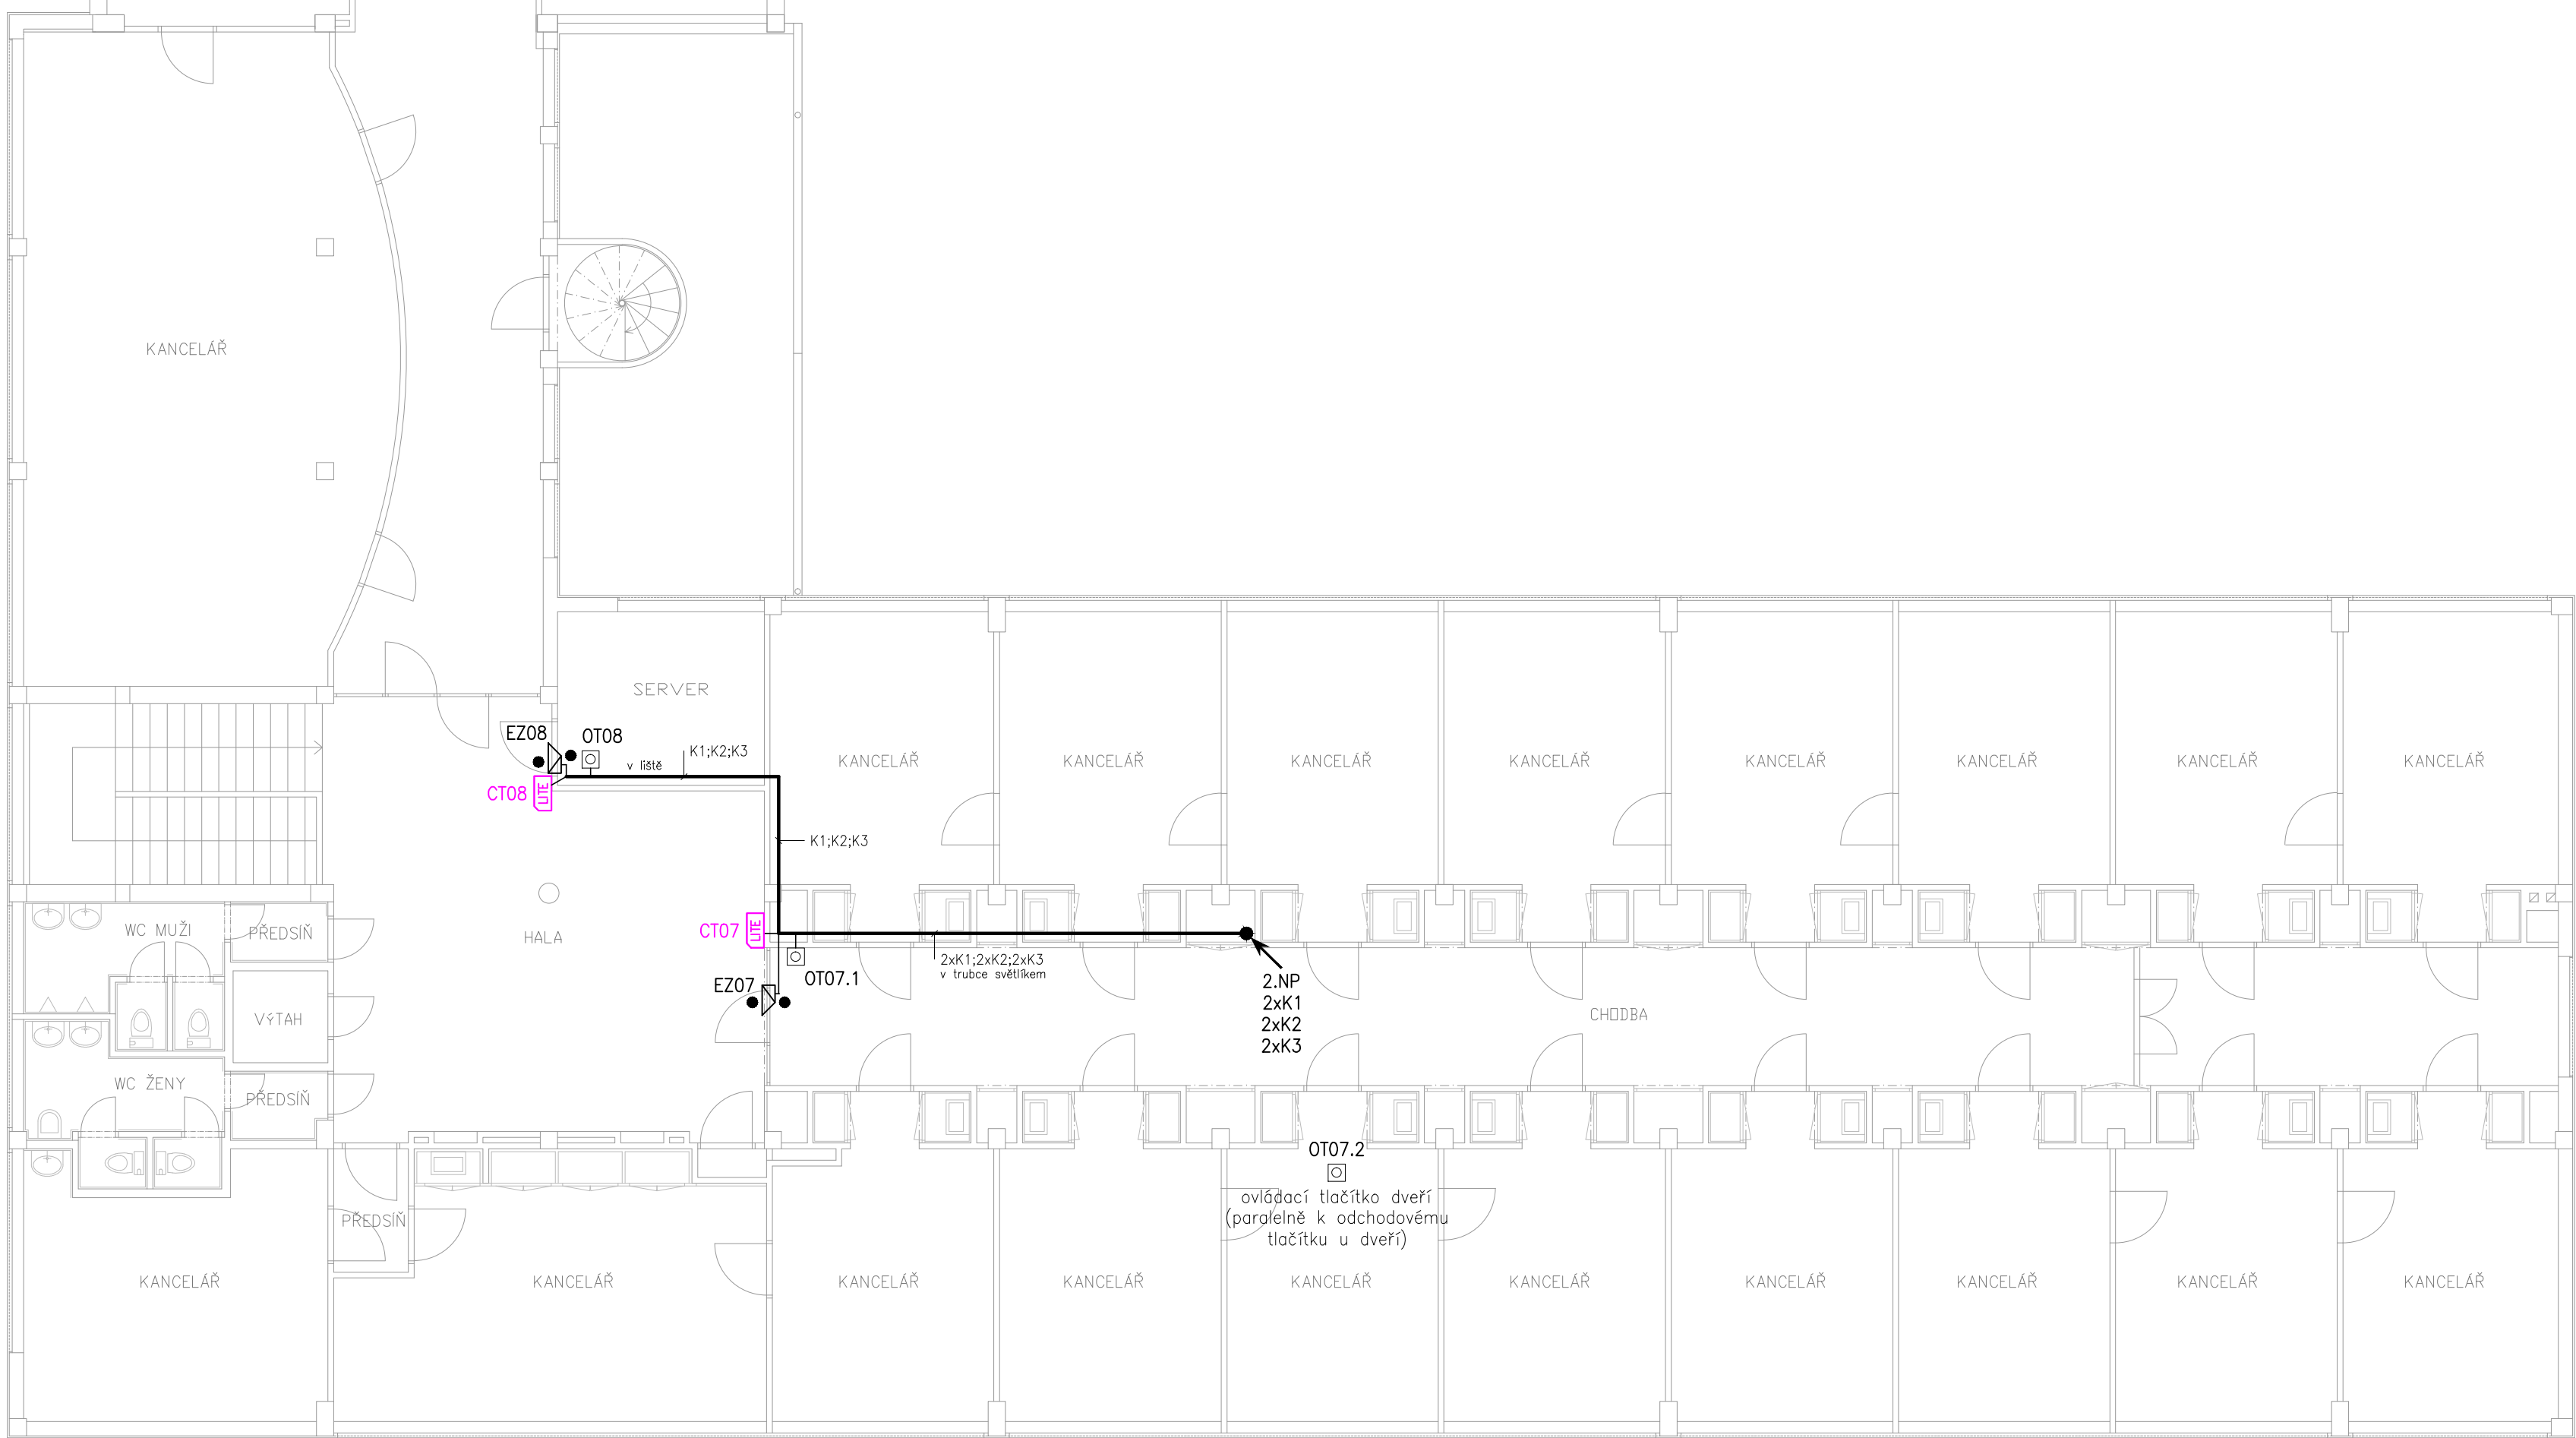 KANCELÁŘ
SERVER
EZ08
OT08
v liště
K1;K2;K3
CT08
LITE
KANCELÁŘ
KANCELÁŘ
KANCELÁŘ
KANCELÁŘ
KANCELÁŘ
KANCELÁŘ
KANCELÁŘ
KANCELÁŘ
K1;K2;K3
WC MUŽI
PŘEDSÍŇ
HALA
CT07
LITE
2xK1;2xK2;2xK3
v trubce světlíkem
OT07.1
EZ07
2.NP
2xK1
2xK2
2xK3
VÝTAH
CHODBA
WC ŽENY
PŘEDSÍŇ
OT07.2
ovládací tlačítko dveří
(paralelně k odchodovému
tlačítku u dveří)
PŘEDSÍŇ
KANCELÁŘ
KANCELÁŘ
KANCELÁŘ
KANCELÁŘ
KANCELÁŘ
KANCELÁŘ
KANCELÁŘ
KANCELÁŘ
KANCELÁŘ
KANCELÁŘ